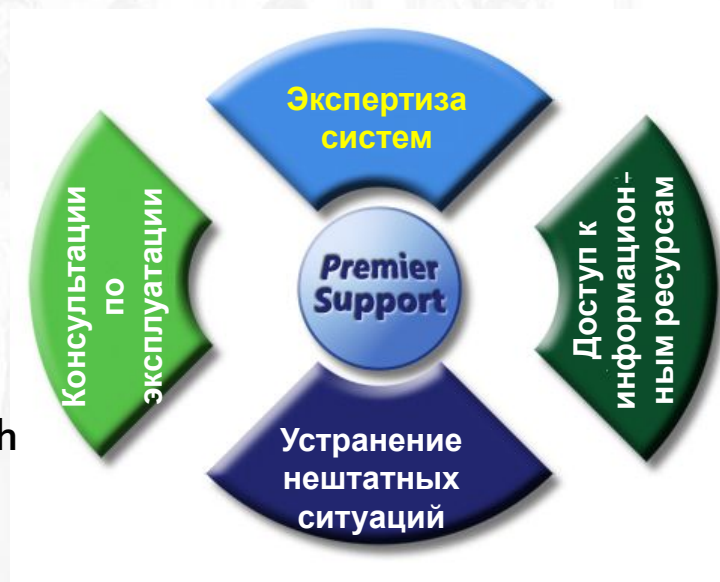 Экспертиза
систем
Консультации
по
эксплуатации
Premier
Support
Доступ к
информацион-
ным ресурсам
h
Устранение
нештатных
ситуаций